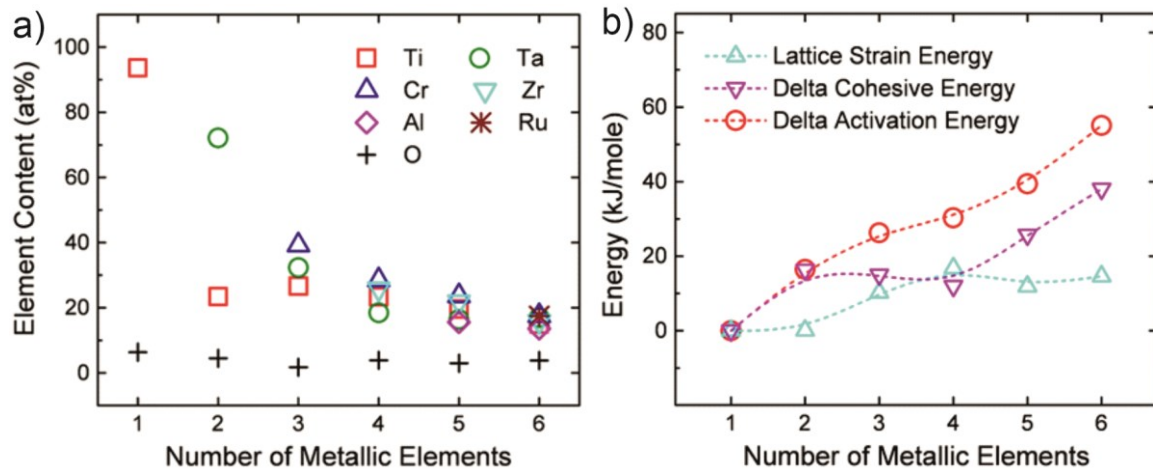 a)
Element Content (at%)
100
80
60
40
20
0
Ti
Ta
Cr
Zr
Al
Ru
O
1 2 3 4 5 6
Number of Metallic Elements
b)
Energy (kJ/mole)
80
60
40
20
0
Lattice Strain Energy
Delta Cohesive Energy
Delta Activation Energy
1 2 3 4 5 6
Number of Metallic Elements